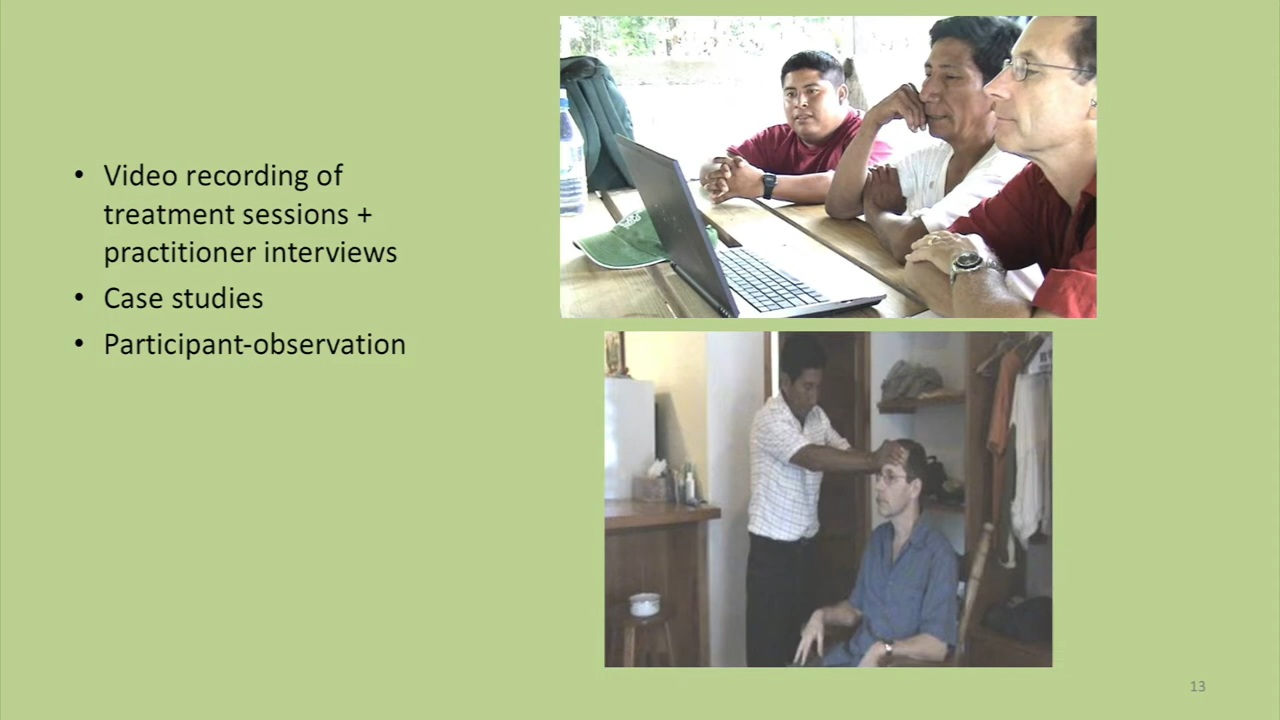 • Video recording of
treatment sessions +
practitioner interviews
• Case studies
• Participant-observation
13